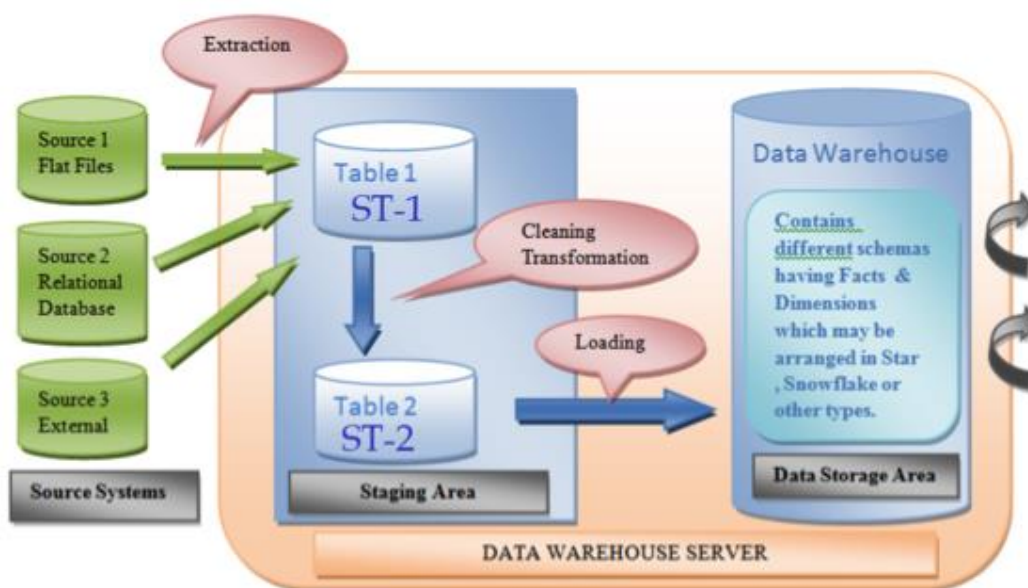 Extraction
Source 1
Flat Files
Source 2
Relational
Database
Source 3
External
Source Systems
Table 1
ST-1
Cleaning
Transformation
Table 2
ST-2
Loading
Staging Area
Data Warehouse
Contains
different schemas
having Facts &
Dimensions
which may be
arranged in Star
, Snowflake or
other types.
Data Storage Area
DATA WAREHOUSE SERVER